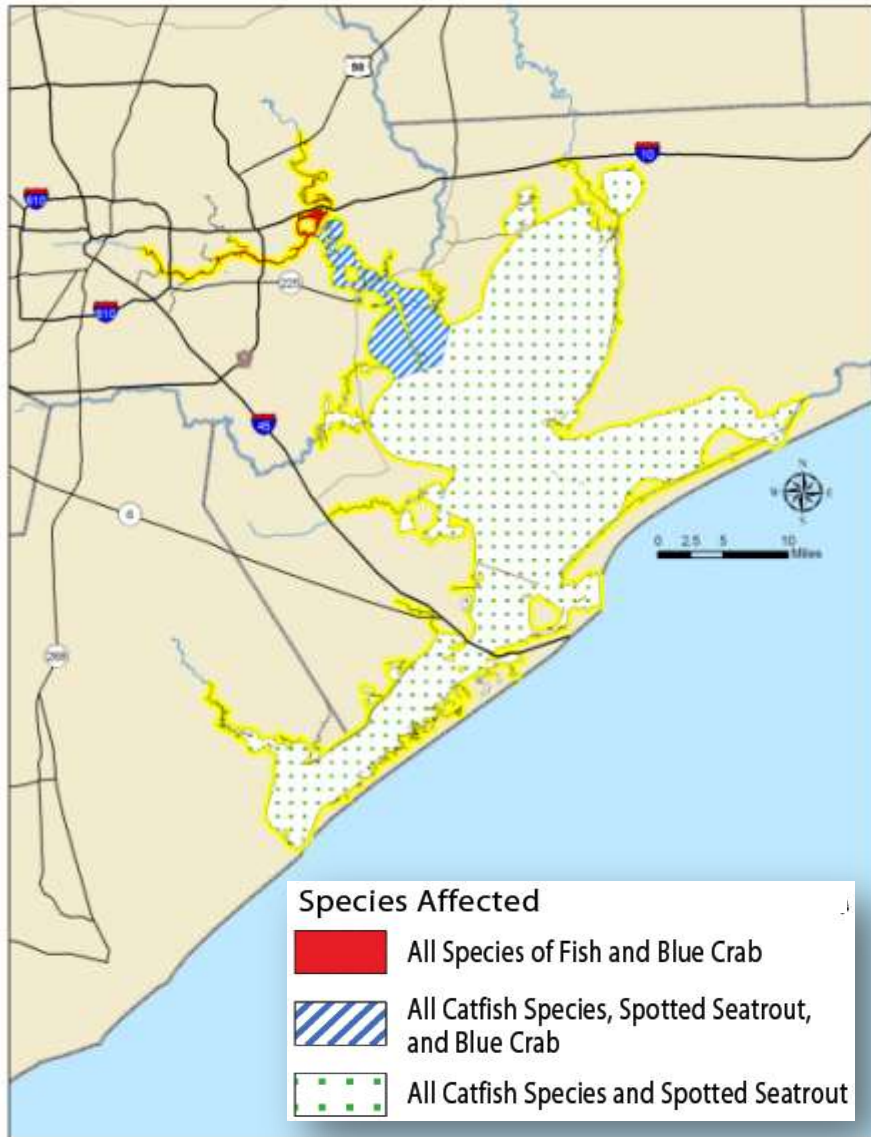 10
610
225
610
45
N
W E
S
6
0 2.5 5 10
Miles
288
Species Affected
All Species of Fish and Blue Crab
All Catfish Species, Spotted Seatrout,
and Blue Crab
All Catfish Species and Spotted Seatrout